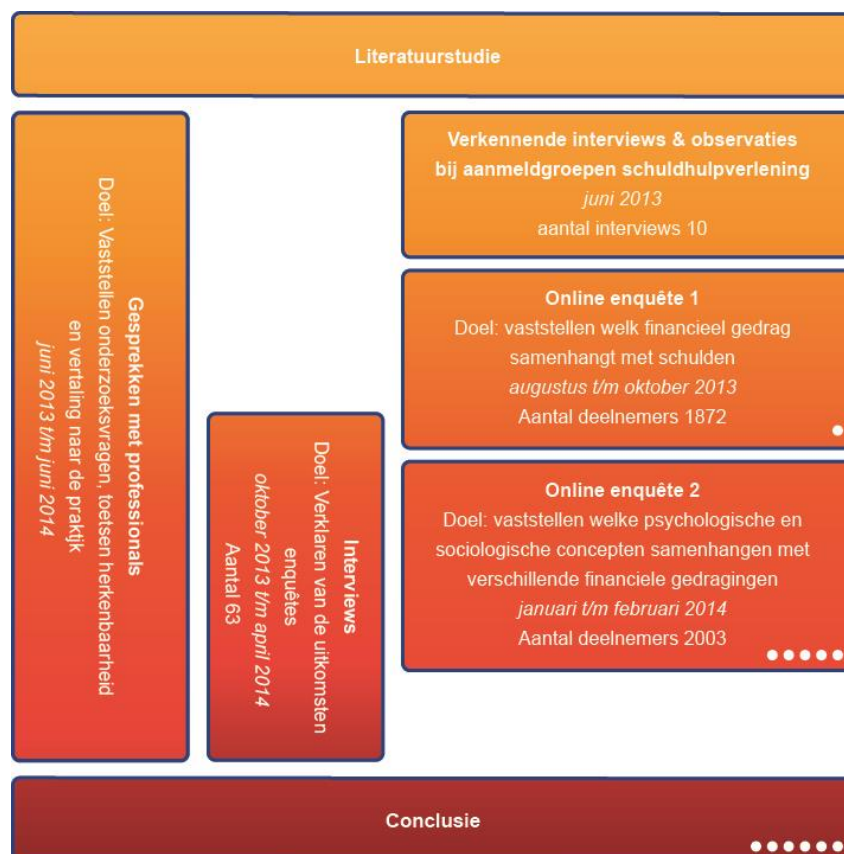 Literatuurstudie
Gesprekken met professionals
Doel: Vaststellen onderzoeksvragen, toetsen herkenbaarheid
en vertaling naar de praktijk
juni 2013 t/m juni 2014
Interviews
Doel: Verklaren van de uitkomsten
enquêtes
oktober 2013 t/m april 2014
Aantal 63
Verkennende interviews & observaties
bij aanmeldgroepen schuldhulpverlening
juni 2013
aantal interviews 10
Online enquête 1
Doel: vaststellen welk financieel gedrag
samenhangt met schulden
augustus t/m oktober 2013
Aantal deelnemers 1872
Online enquête 2
Doel: vaststellen welke psychologische en
sociologische concepten samenhangen met
verschillende financiele gedragingen
januari t/m februari 2014
Aantal deelnemers 2003
Conclusie